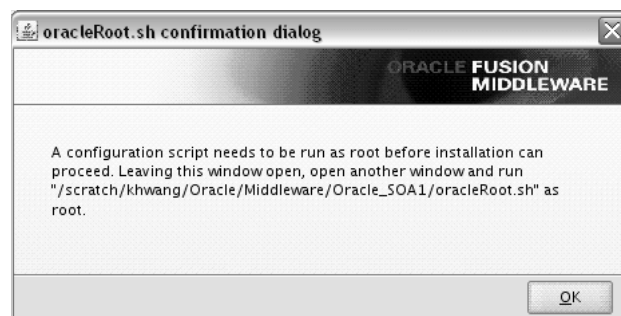 oracleRoot.sh confirmation dialog
ORACLE FUSION
MIDDLEWARE
A configuration script needs to be run as root before installation can
proceed. Leaving this window open, open another window and run
"/scratch/khwang/Oracle/Middleware/Oracle_SOA1/oracleRoot.sh" as
root.
OK